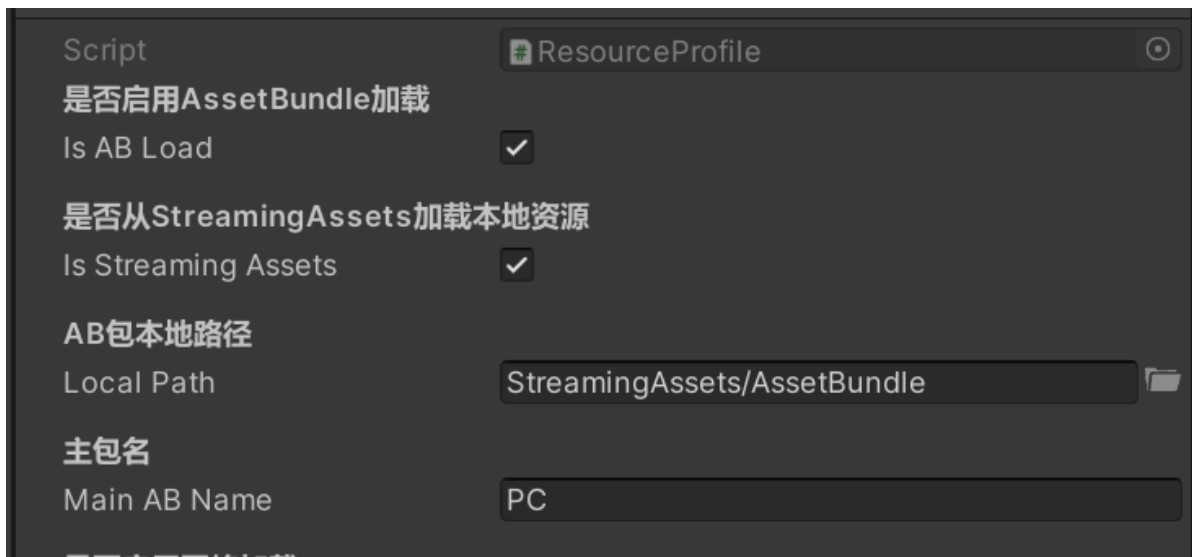 Script
ResourceProfile
是否启用AssetBundle加载
Is AB Load
是否从StreamingAssets加载本地资源
Is Streaming Assets
AB包本地路径
Local Path
StreamingAssets/AssetBundle
主包名
Main AB Name
PC